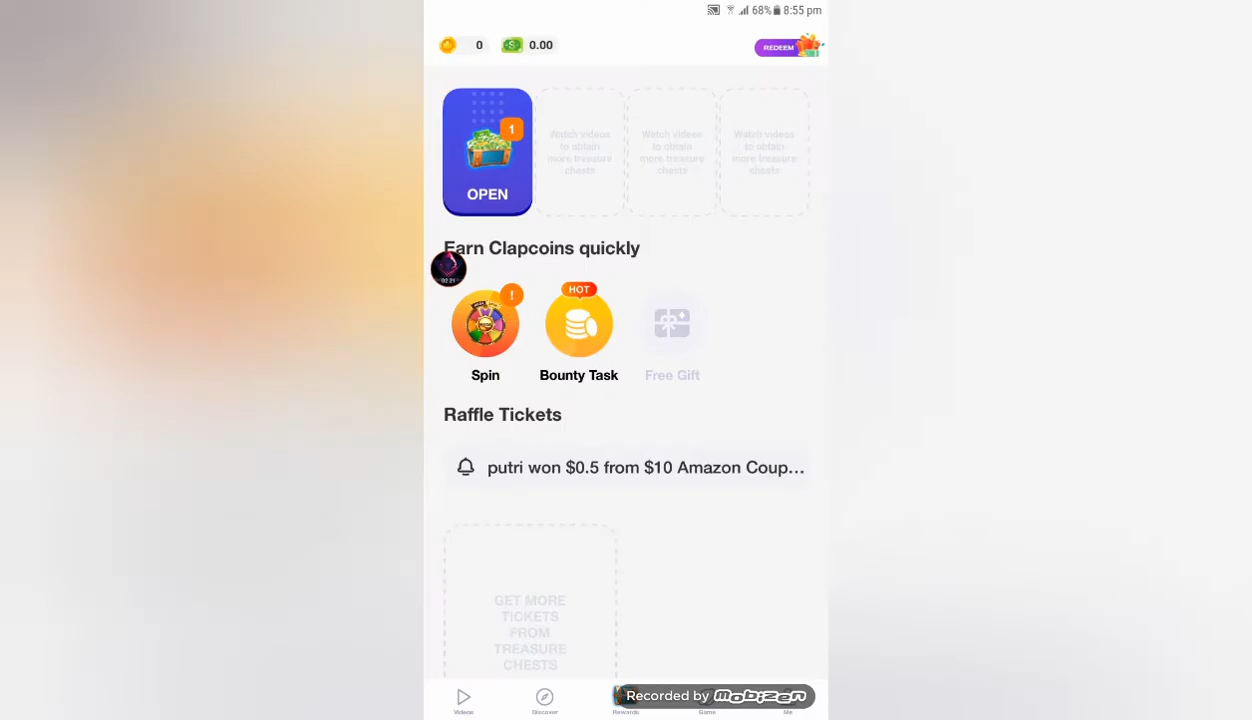 68% 8:55 pm
0 0.00 REDEEM
1
OPEN
Watch videos
to obtain
more treasure
chests
Watch videos
to obtain
more treasure
chests
Watch videos
to obtain
more treasure
chests
Earn Clapcoins quickly
02:21
HOT
!
Spin
Bounty Task
Free Gift
Raffle Tickets
putri won $0.5 from $10 Amazon Coup...
GET MORE
TICKETS
FROM
TREASURE
CHESTS
Recorded by mobizen
Videos Discover Rewards Game Me